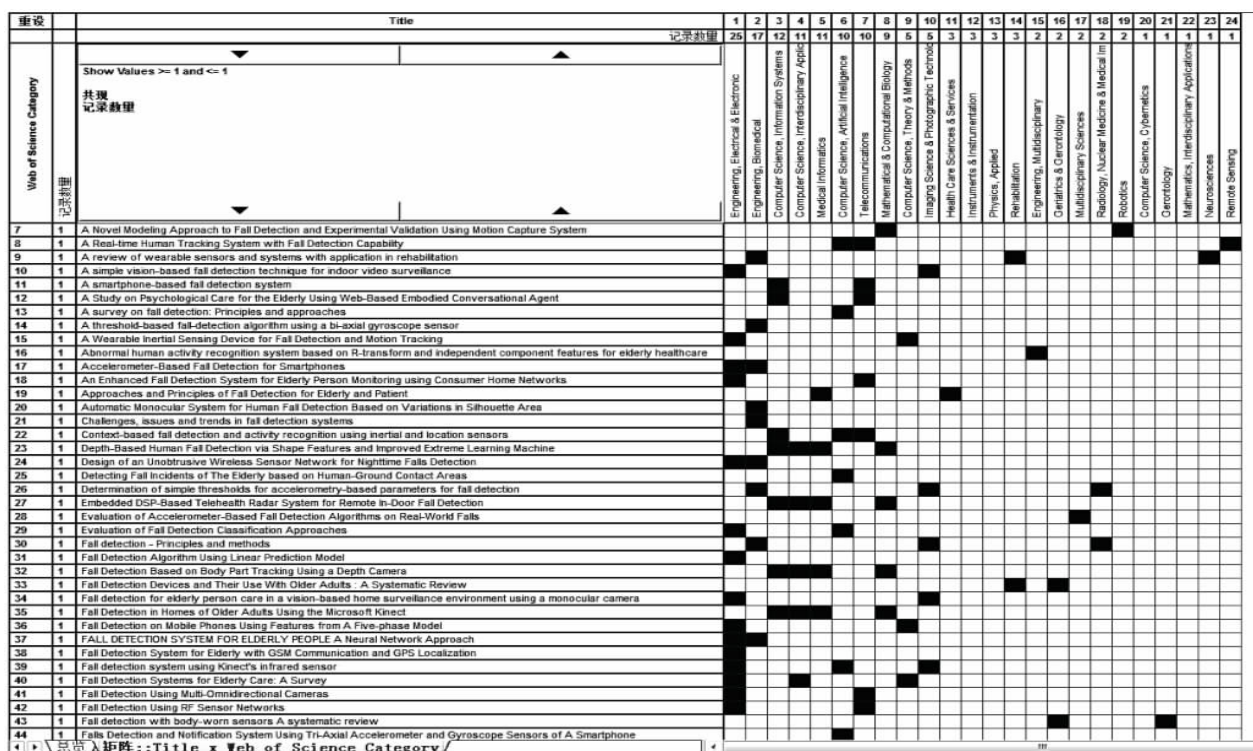 重设 Title 1 2 3 4 5 6 7 8 9 10 11 12 13 14 15 16 17 18 19 20 21 22 23 24
记录数里 25 17 12 11 11 10 10 9 5 5 3 3 3 3 2 2 2 2 2 1 1 1 1 1
Web of Science Category
记录数里
Show Values >= 1 and <= 1
共现
记录数里
Engineering, Electrical & Electronic
Engineering, Biomedical
Computer Science, Information Systems
Computer Science, Interdisciplinary Applic
Medical Informatics
Computer Science, Artificial Intelligence
Telecommunications
Mathematical & Computational Biology
Computer Science, Theory & Methods
Imaging Science & Photographic Technolo
Health Care Sciences & Services
Instruments & Instrumentation
Physics, Applied
Rehabilitation
Engineering, Multidisciplinary
Geriatrics & Gerontology
Multidisciplinary Sciences
Radiology, Nuclear Medicine & Medical Im
Robotics
Computer Science, Cybernetics
Gerontology
Mathematics, Interdisciplinary Applications
Neurosciences
Remote Sensing
7 1 A Novel Modeling Approach to Fall Detection and Experimental Validation Using Motion Capture System
8 1 A Real-time Human Tracking System with Fall Detection Capability
9 1 A review of wearable sensors and systems with application in rehabilitation
10 1 A simple vision-based fall detection technique for indoor video surveillance
11 1 A smartphone-based fall detection system
12 1 A Study on Psychological Care for the Elderly Using Web-Based Embodied Conversational Agent
13 1 A survey on fall detection: Principles and approaches
14 1 A threshold-based fall-detection algorithm using a bi-axial gyroscope sensor
15 1 A Wearable Inertial Sensing Device for Fall Detection and Motion Tracking
16 1 Abnormal human activity recognition system based on R-transform and independent component features for elderly healthcare
17 1 Accelerometer-Based Fall Detection for Smartphones
18 1 An Enhanced Fall Detection System for Elderly Person Monitoring using Consumer Home Networks
19 1 Approaches and Principles of Fall Detection for Elderly and Patient
20 1 Automatic Monocular System for Human Fall Detection Based on Variations in Silhouette Area
21 1 Challenges, issues and trends in fall detection systems
22 1 Context-based fall detection and activity recognition using inertial and location sensors
23 1 Depth-Based Human Fall Detection via Shape Features and Improved Extreme Learning Machine
24 1 Design of an Unobtrusive Wireless Sensor Network for Nighttime Falls Detection
25 1 Detecting Fall Incidents of The Elderly based on Human-Ground Contact Areas
26 1 Determination of simple thresholds for accelerometry-based parameters for fall detection
27 1 Embedded DSP-Based Telehealth Radar System for Remote In-Door Fall Detection
28 1 Evaluation of Accelerometer-Based Fall Detection Algorithms on Real-World Falls
29 1 Evaluation of Fall Detection Classification Approaches
30 1 Fall detection - Principles and methods
31 1 Fall Detection Algorithm Using Linear Prediction Model
32 1 Fall Detection Based on Body Part Tracking Using a Depth Camera
33 1 Fall Detection Devices and Their Use With Older Adults : A Systematic Review
34 1 Fall detection for elderly person care in a vision-based home surveillance environment using a monocular camera
35 1 Fall Detection in Homes of Older Adults Using the Microsoft Kinect
36 1 Fall Detection on Mobile Phones Using Features from A Five-phase Model
37 1 FALL DETECTION SYSTEM FOR ELDERLY PEOPLE A Neural Network Approach
38 1 Fall Detection System for Elderly with GSM Communication and GPS Localization
39 1 Fall detection system using Kinect's infrared sensor
40 1 Fall Detection Systems for Elderly Care: A Survey
41 1 Fall Detection Using Multi-Omnidirectional Cameras
42 1 Fall Detection Using RF Sensor Networks
43 1 Fall detection with body-worn sensors A systematic review
44 1 Falls Detection and Notification System Using Tri-Axial Accelerometer and Gyroscope Sensors of A Smartphone
总览 矩阵::Title x Web of Science Category